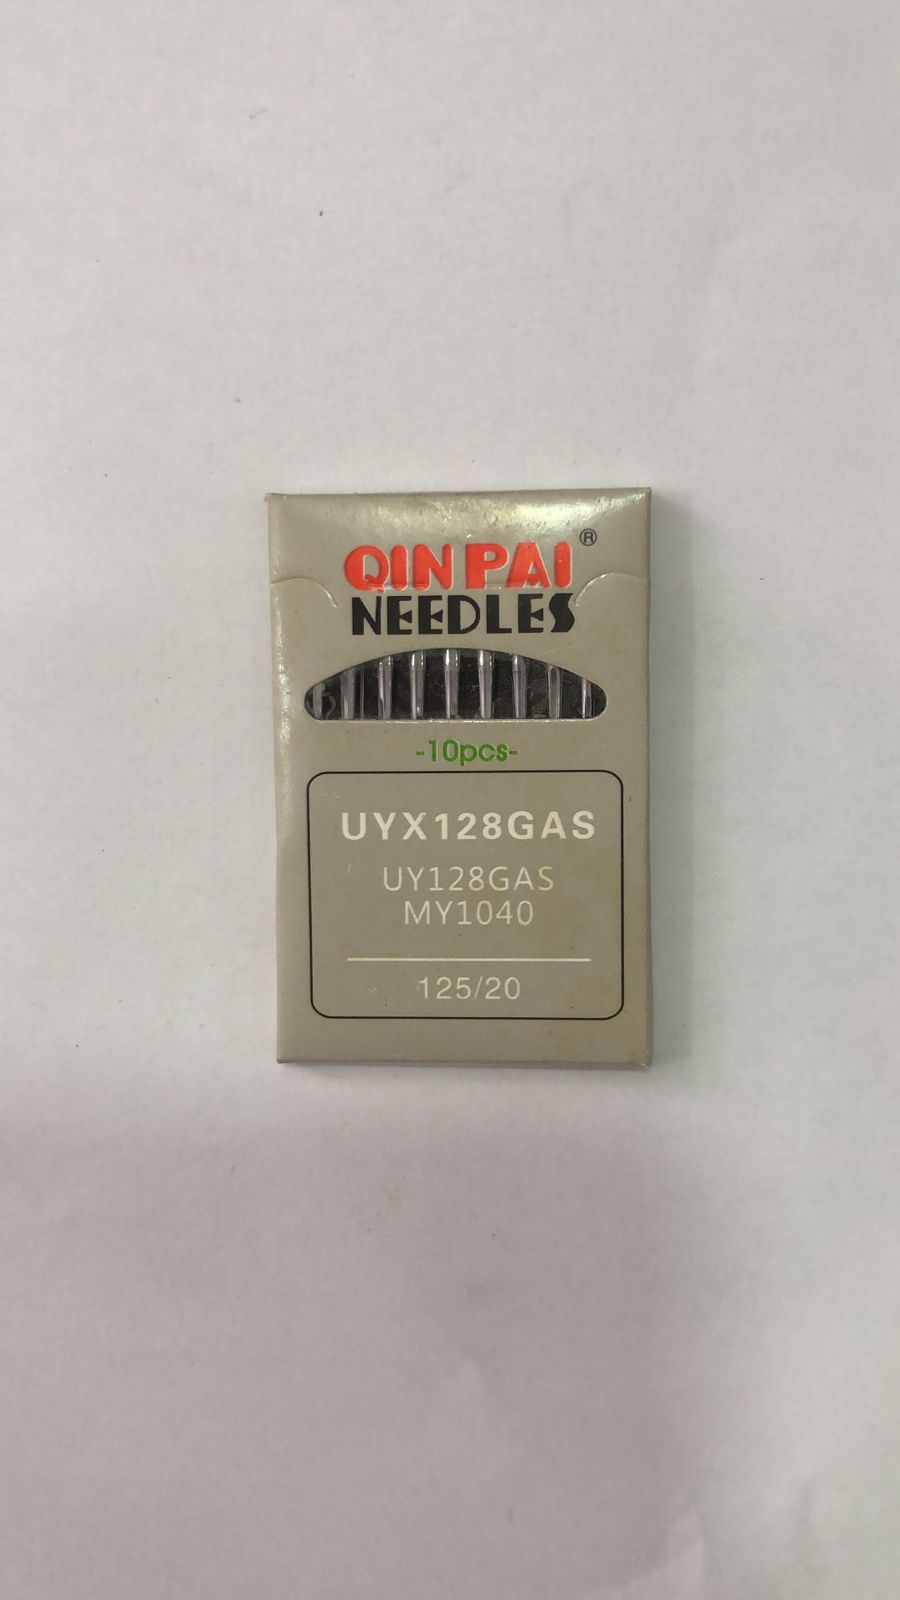 QIN PAI ®
NEEDLES
-10pcs-
UYX128GAS
UY128GAS
MY1040
125/20